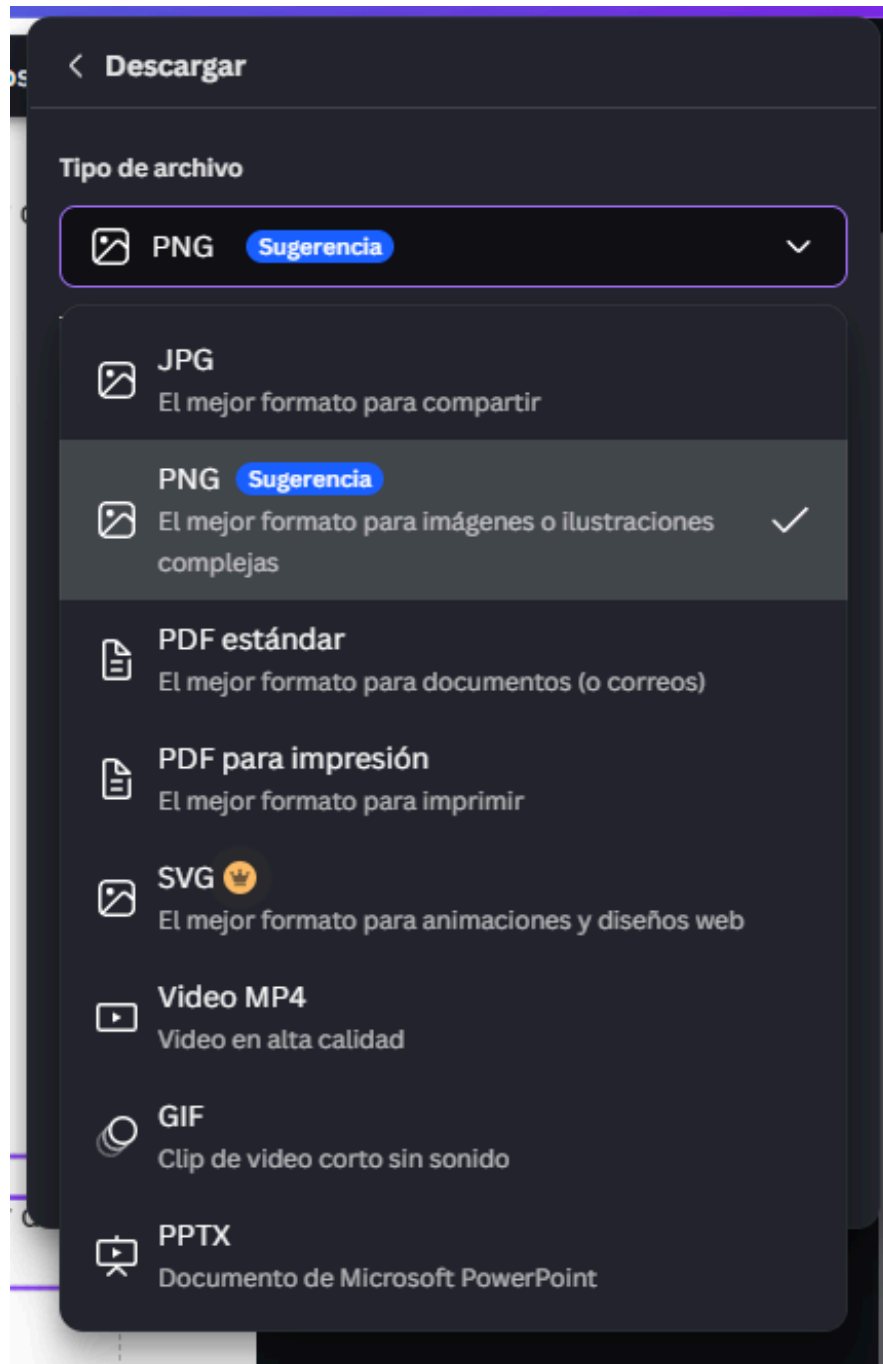 Descargar
Tipo de archivo
PNG Sugerencia
JPG
El mejor formato para compartir
PNG Sugerencia
El mejor formato para imágenes o ilustraciones
complejas
PDF estándar
El mejor formato para documentos (o correos)
PDF para impresión
El mejor formato para imprimir
SVG
El mejor formato para animaciones y diseños web
Video MP4
Video en alta calidad
GIF
Clip de video corto sin sonido
PPTX
Documento de Microsoft PowerPoint